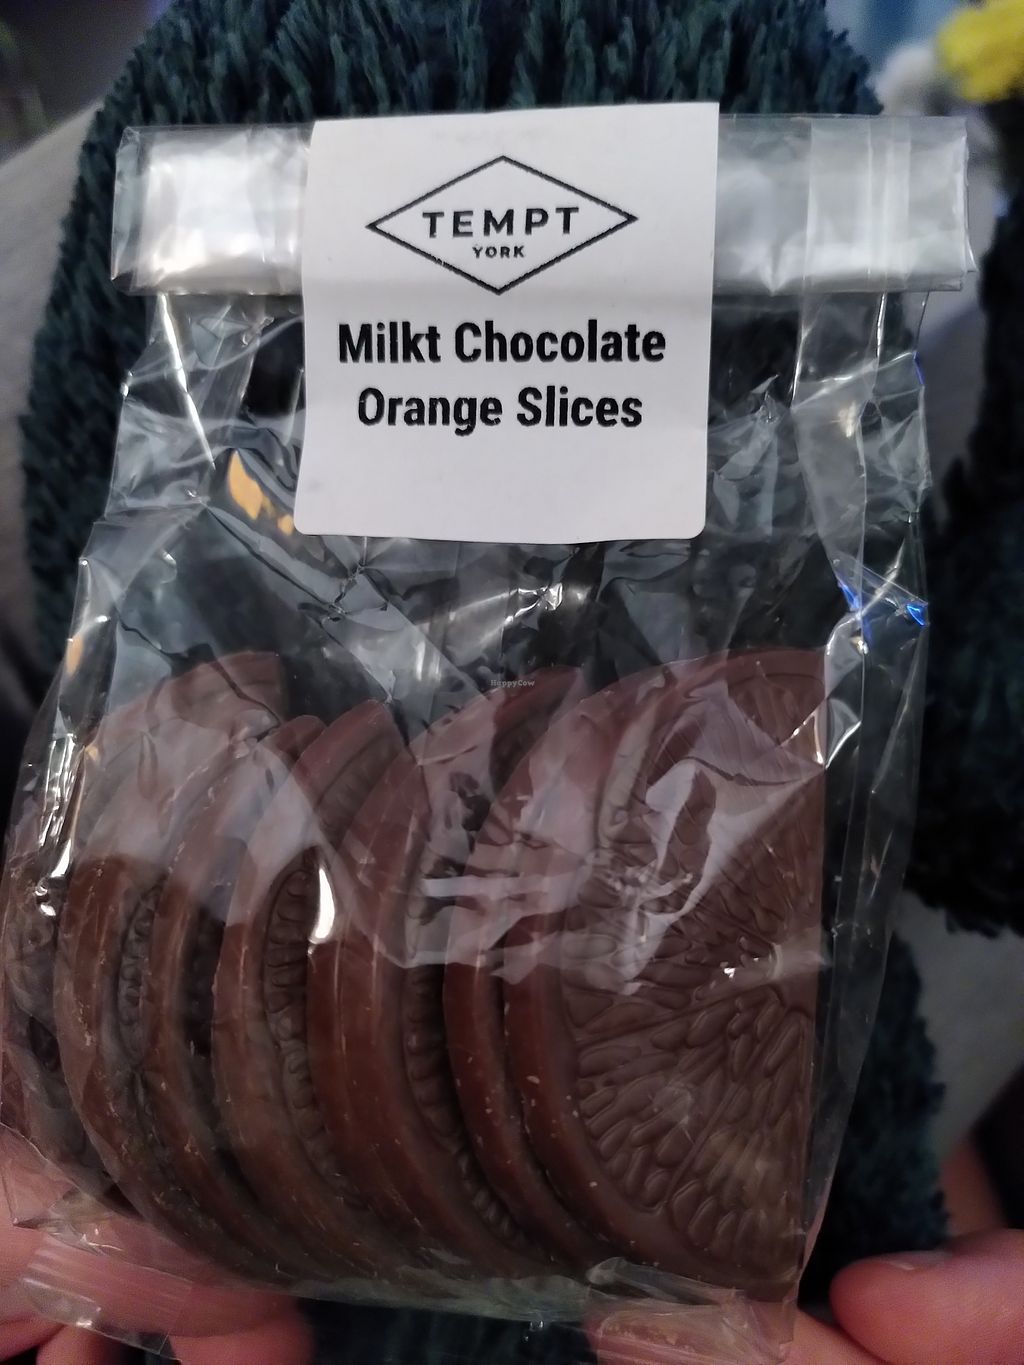 TEMPT
YORK
Milkt Chocolate
Orange Slices
HappyCow